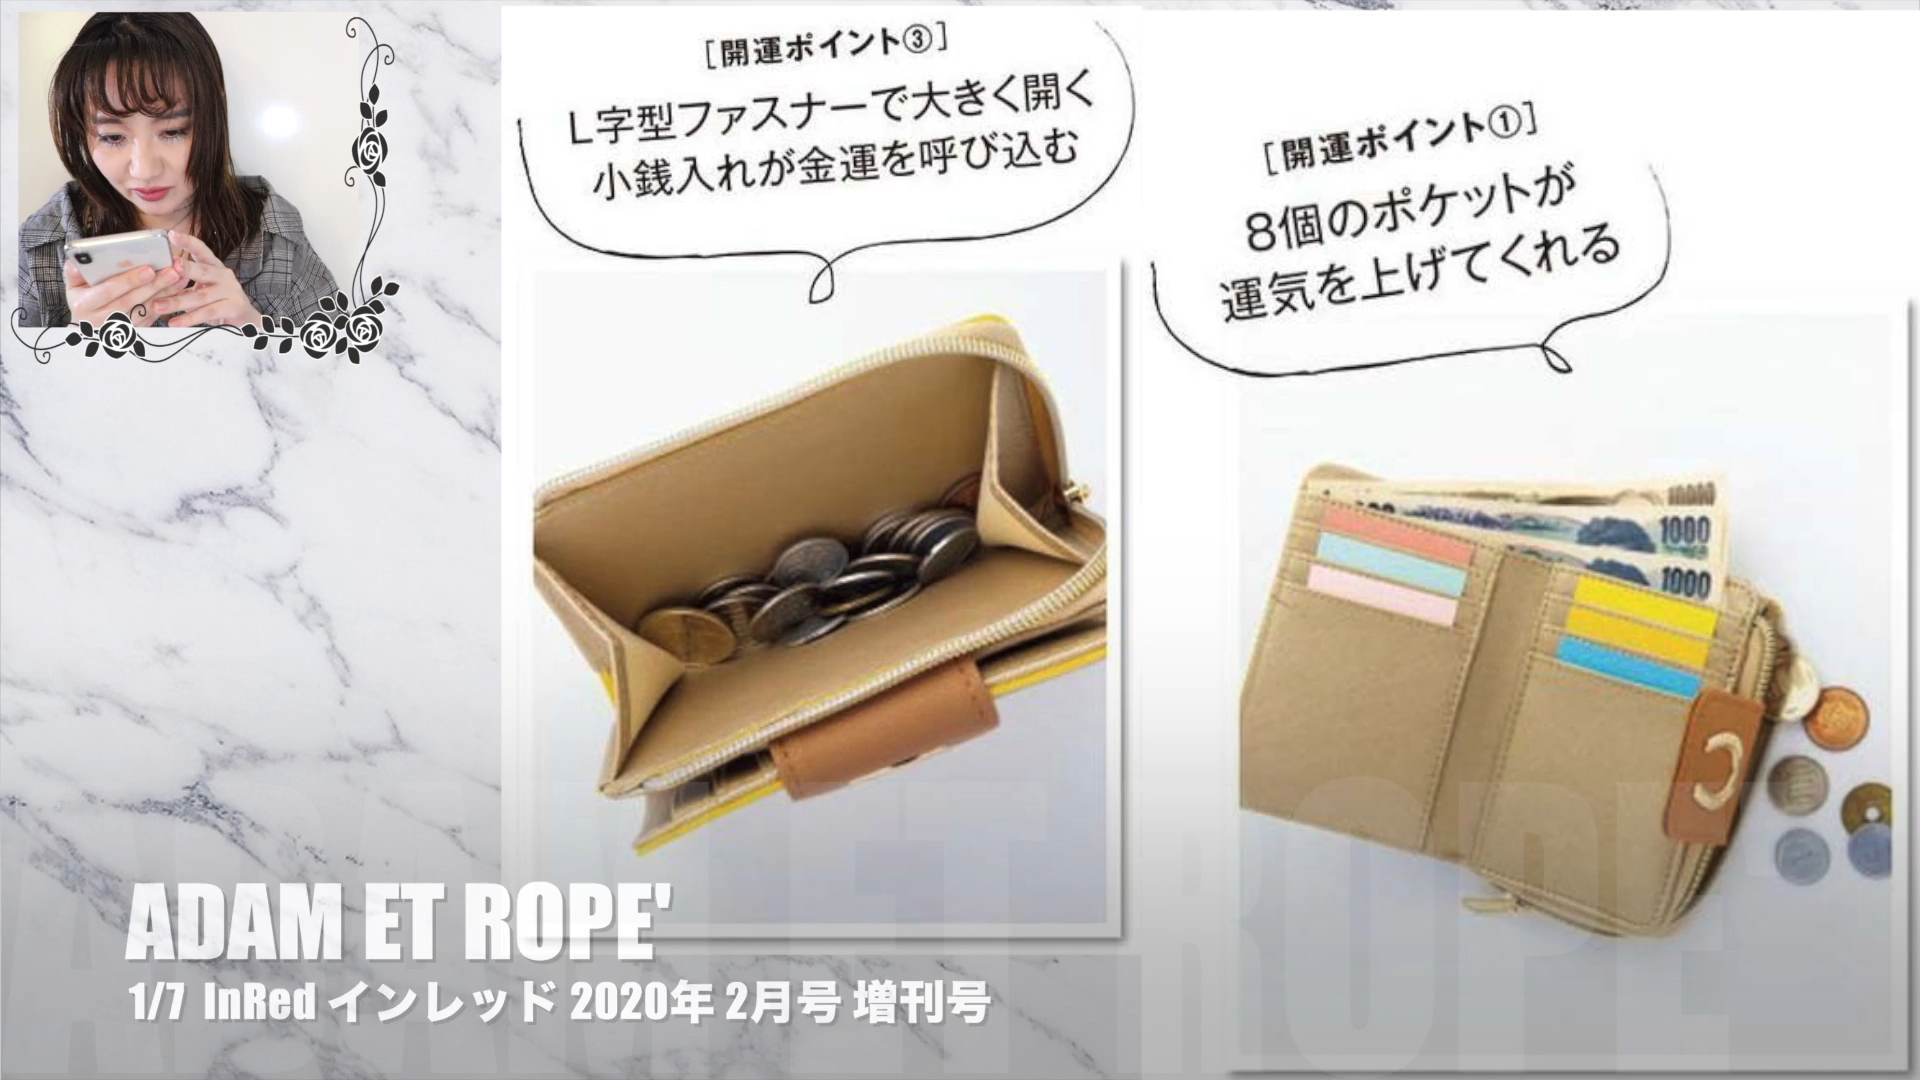 [開運ポイント③]
L字型ファスナーで大きく開く
小銭入れが金運を呼び込む
[開運ポイント①]
8個のポケットが
運気を上げてくれる
10000
1000
1000
ADAM ET ROPE'
1/7 InRed インレッド 2020年 2月号 増刊号
ADAM ET ROPE'